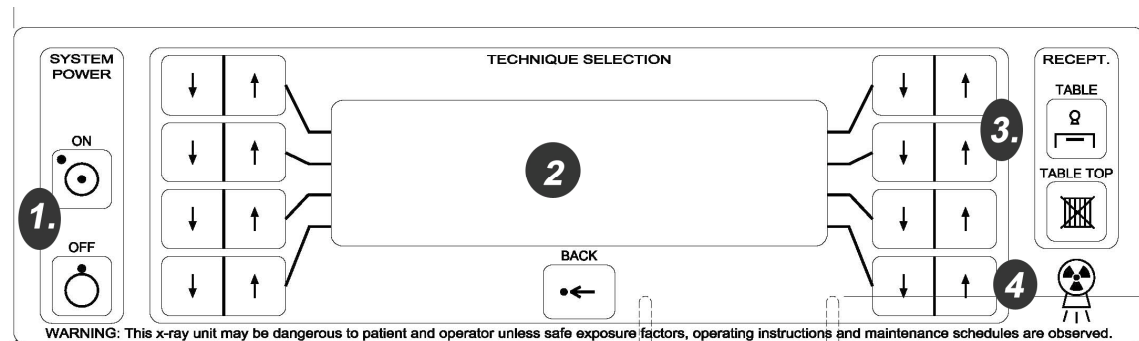 SYSTEM
POWER
TECHNIQUE SELECTION
RECEPT.
TABLE
ON
3.
2
TABLE TOP
1.
OFF
BACK
4
WARNING: This x-ray unit may be dangerous to patient and operator unless safe exposure factors, operating instructions and maintenance schedules are observed.